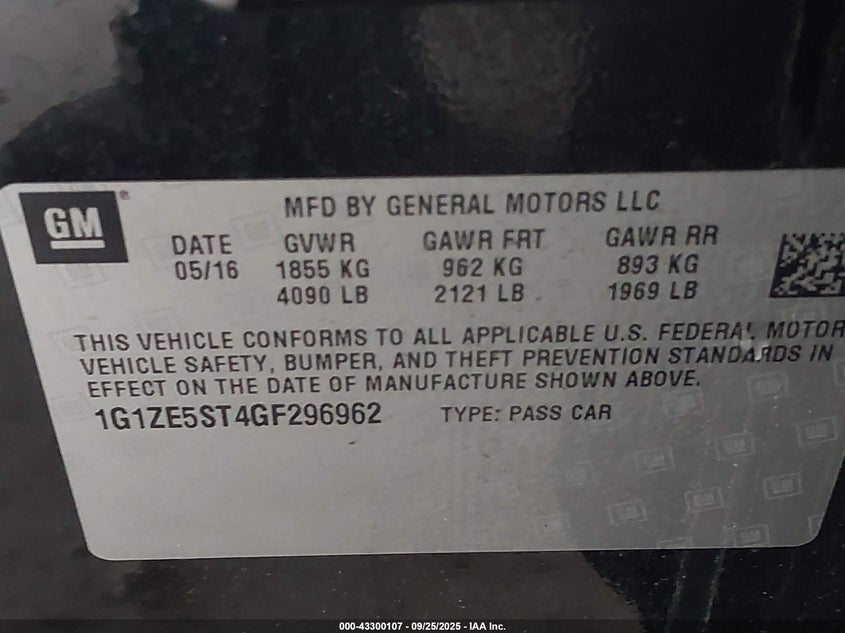 GM®
MFD BY GENERAL MOTORS LLC
DATE GVWR GAWR FRT GAWR RR
05/16 1855 KG 962 KG 893 KG
4090 LB 2121 LB 1969 LB
THIS VEHICLE CONFORMS TO ALL APPLICABLE U.S. FEDERAL MOTOR
VEHICLE SAFETY, BUMPER, AND THEFT PREVENTION STANDARDS IN
EFFECT ON THE DATE OF MANUFACTURE SHOWN ABOVE.
1G1ZE5ST4GF296962 TYPE: PASS CAR
000-43300107 - 09/25/2025 - IAA Inc.